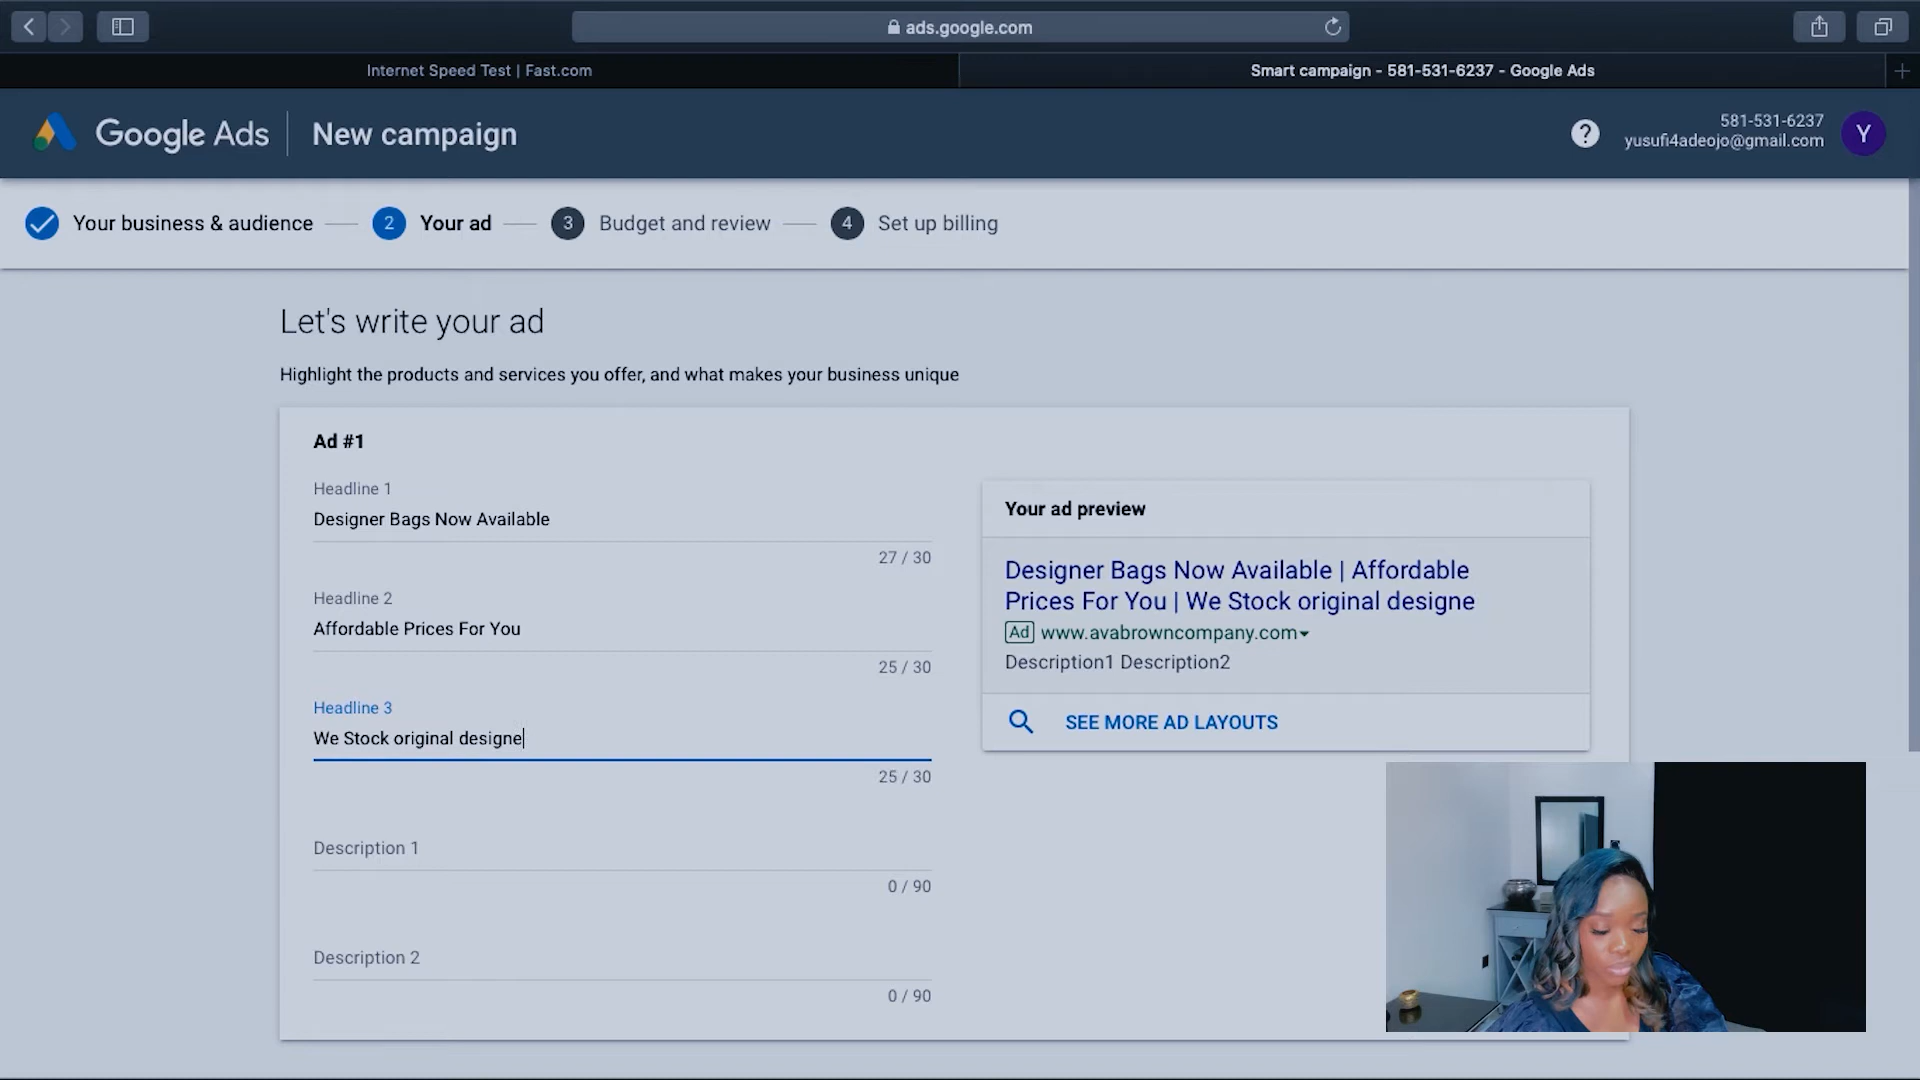 ads.google.com
Internet Speed Test | Fast.com
Smart campaign - 581-531-6237 - Google Ads
Google Ads
New campaign
581-531-6237
yusufi4adeojo@gmail.com
Y
Your business & audience
2 Your ad
3 Budget and review
4 Set up billing
Let's write your ad
Highlight the products and services you offer, and what makes your business unique
Ad #1
Headline 1
Designer Bags Now Available
27 / 30
Headline 2
Affordable Prices For You
25 / 30
Headline 3
We Stock original designe
25 / 30
Description 1
0 / 90
Description 2
0 / 90
Your ad preview
Designer Bags Now Available | Affordable
Prices For You | We Stock original designe
Ad www.avabrowncompany.com
Description1 Description2
SEE MORE AD LAYOUTS